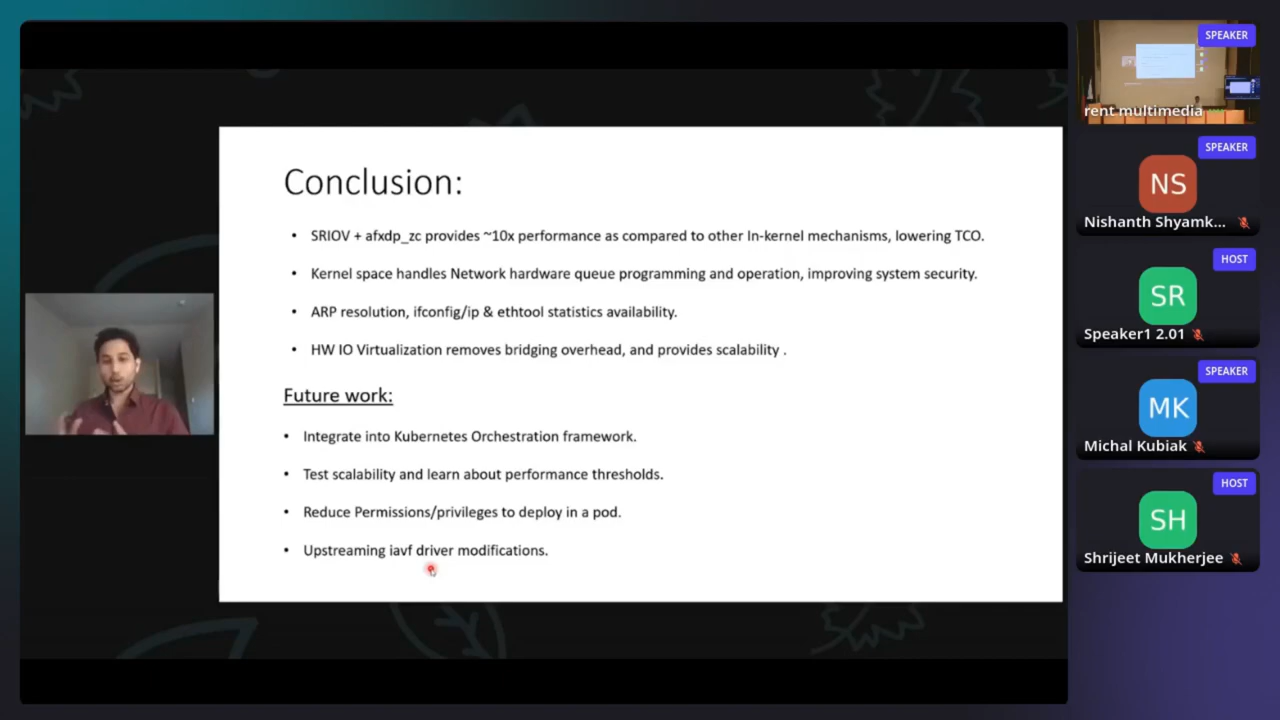 Conclusion:
• SRIOV + afxdp_zc provides ~10x performance as compared to other In-kernel mechanisms, lowering TCO.
• Kernel space handles Network hardware queue programming and operation, improving system security.
• ARP resolution, ifconfig/ip & ethtool statistics availability.
• HW IO Virtualization removes bridging overhead, and provides scalability .
Future work:
• Integrate into Kubernetes Orchestration framework.
• Test scalability and learn about performance thresholds.
• Reduce Permissions/privileges to deploy in a pod.
• Upstreaming iavf driver modifications.
SPEAKER
rent multimedia
SPEAKER
NS
Nishanth Shyamk...
HOST
SR
Speaker1 2.01
SPEAKER
MK
Michal Kubiak
HOST
SH
Shrijeet Mukherjee